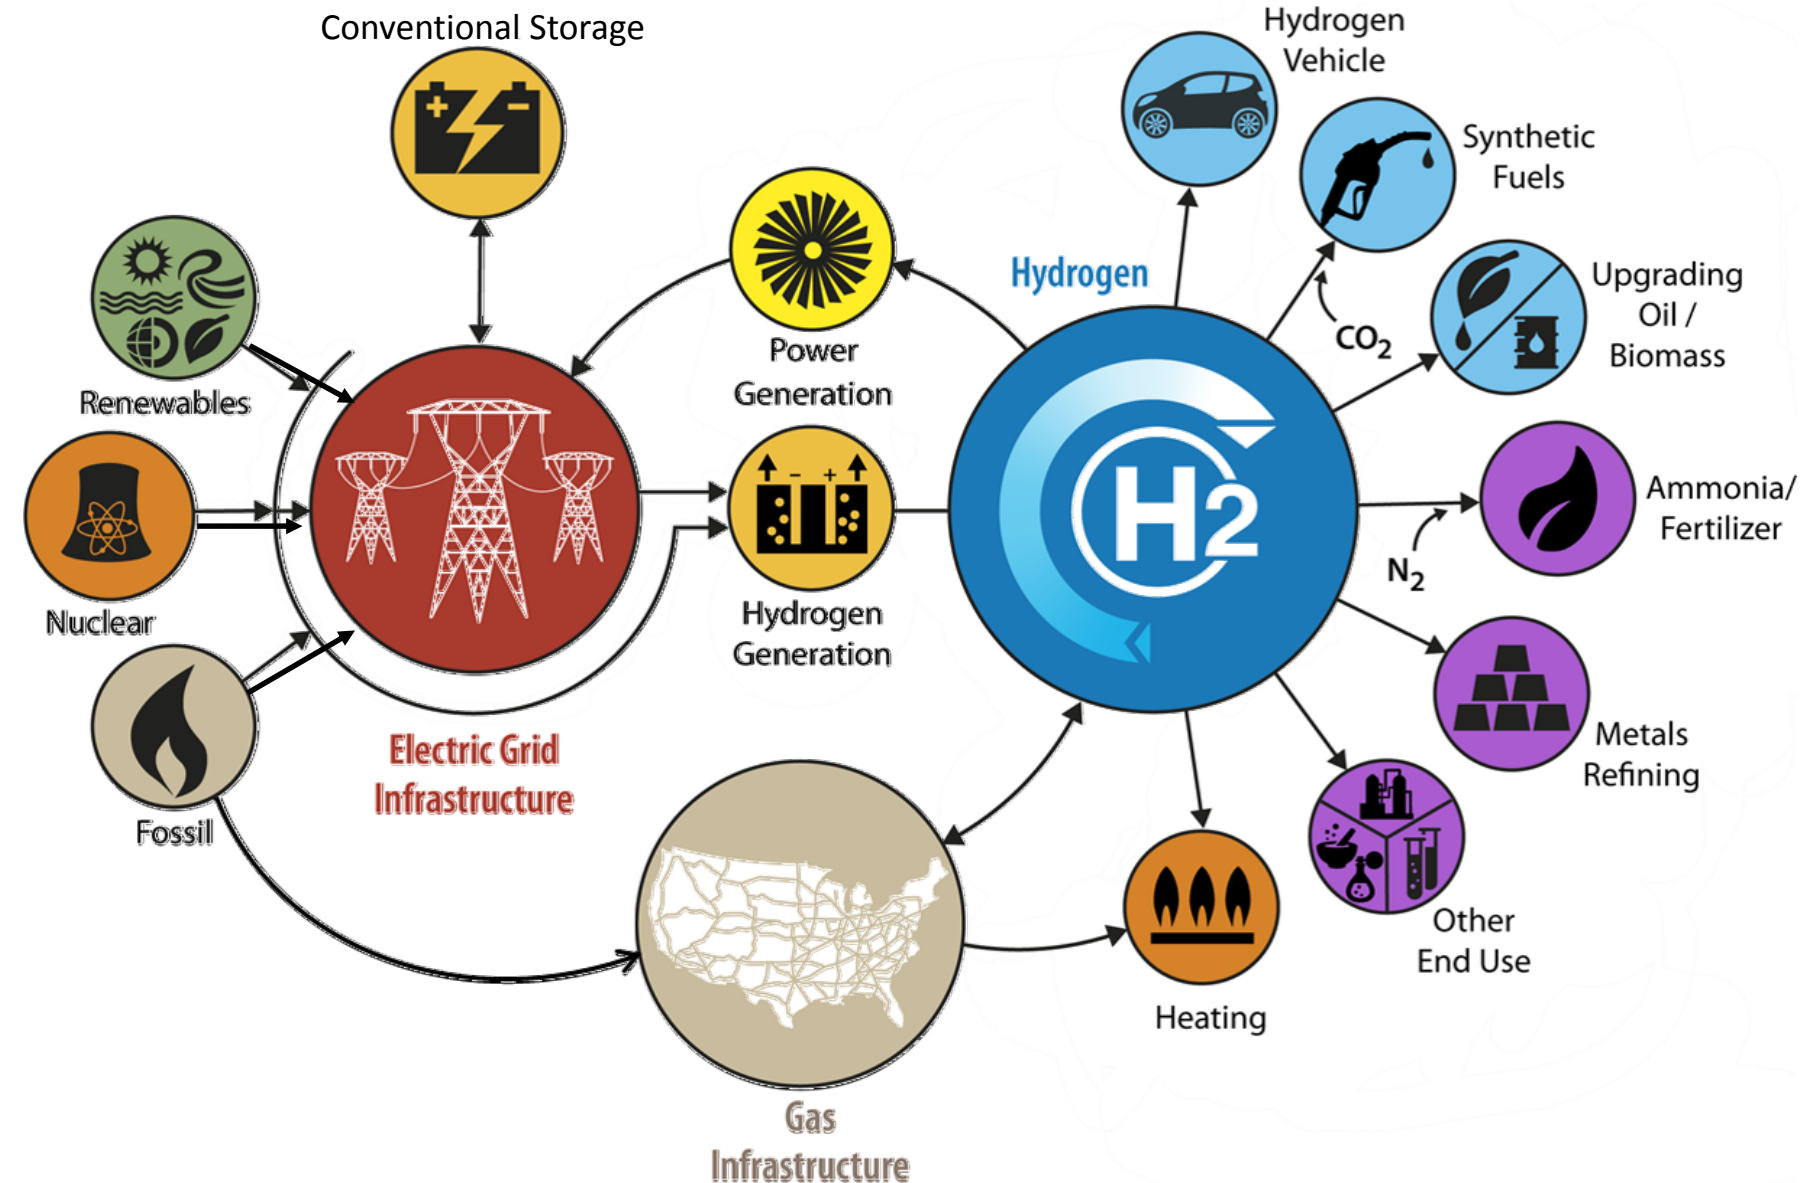 Conventional Storage
Hydrogen
Vehicle
Synthetic
Fuels
Upgrading
Oil /
Biomass
CO2
Hydrogen
Renewables
Power
Generation
+ -
- +
H2
Ammonia/
Fertilizer
N2
Nuclear
Hydrogen
Generation
Metals
Refining
Electric Grid
Infrastructure
Fossil
Other
End Use
Heating
Gas
Infrastructure